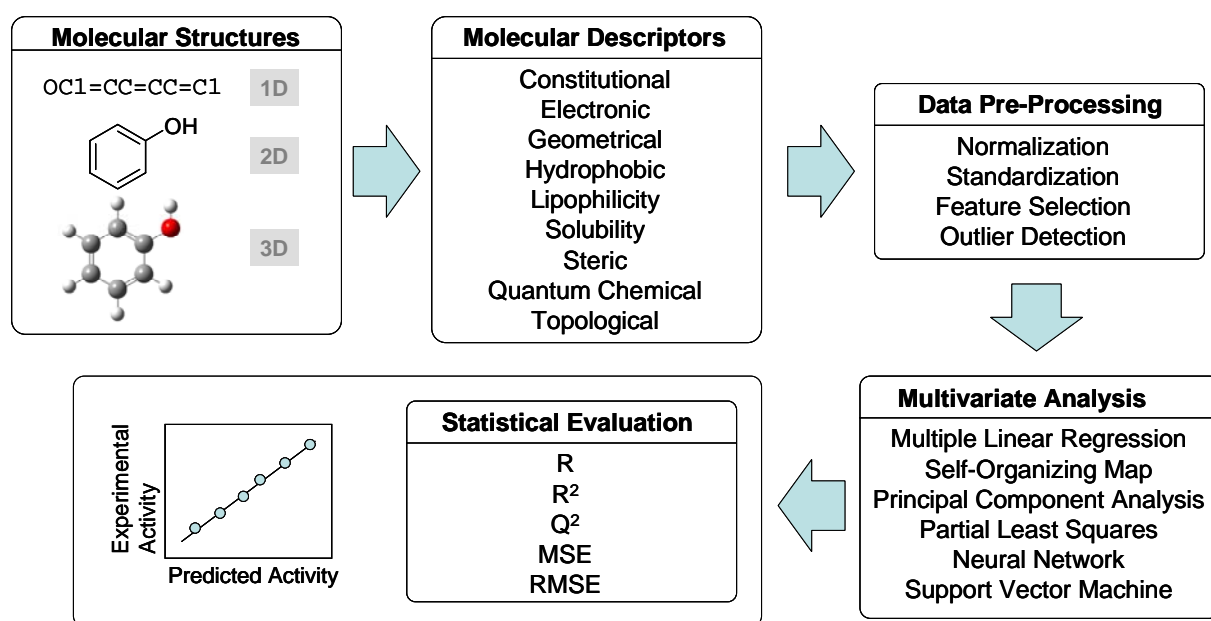 Molecular Structures
OC1=CC=CC=C1
1D
OH
2D
3D
Molecular Descriptors
Constitutional
Electronic
Geometrical
Hydrophobic
Lipophilicity
Solubility
Steric
Quantum Chemical
Topological
Data Pre-Processing
Normalization
Standardization
Feature Selection
Outlier Detection
Multivariate Analysis
Multiple Linear Regression
Self-Organizing Map
Principal Component Analysis
Partial Least Squares
Neural Network
Support Vector Machine
Experimental
Activity
Predicted Activity
Statistical Evaluation
R
R²
Q²
MSE
RMSE